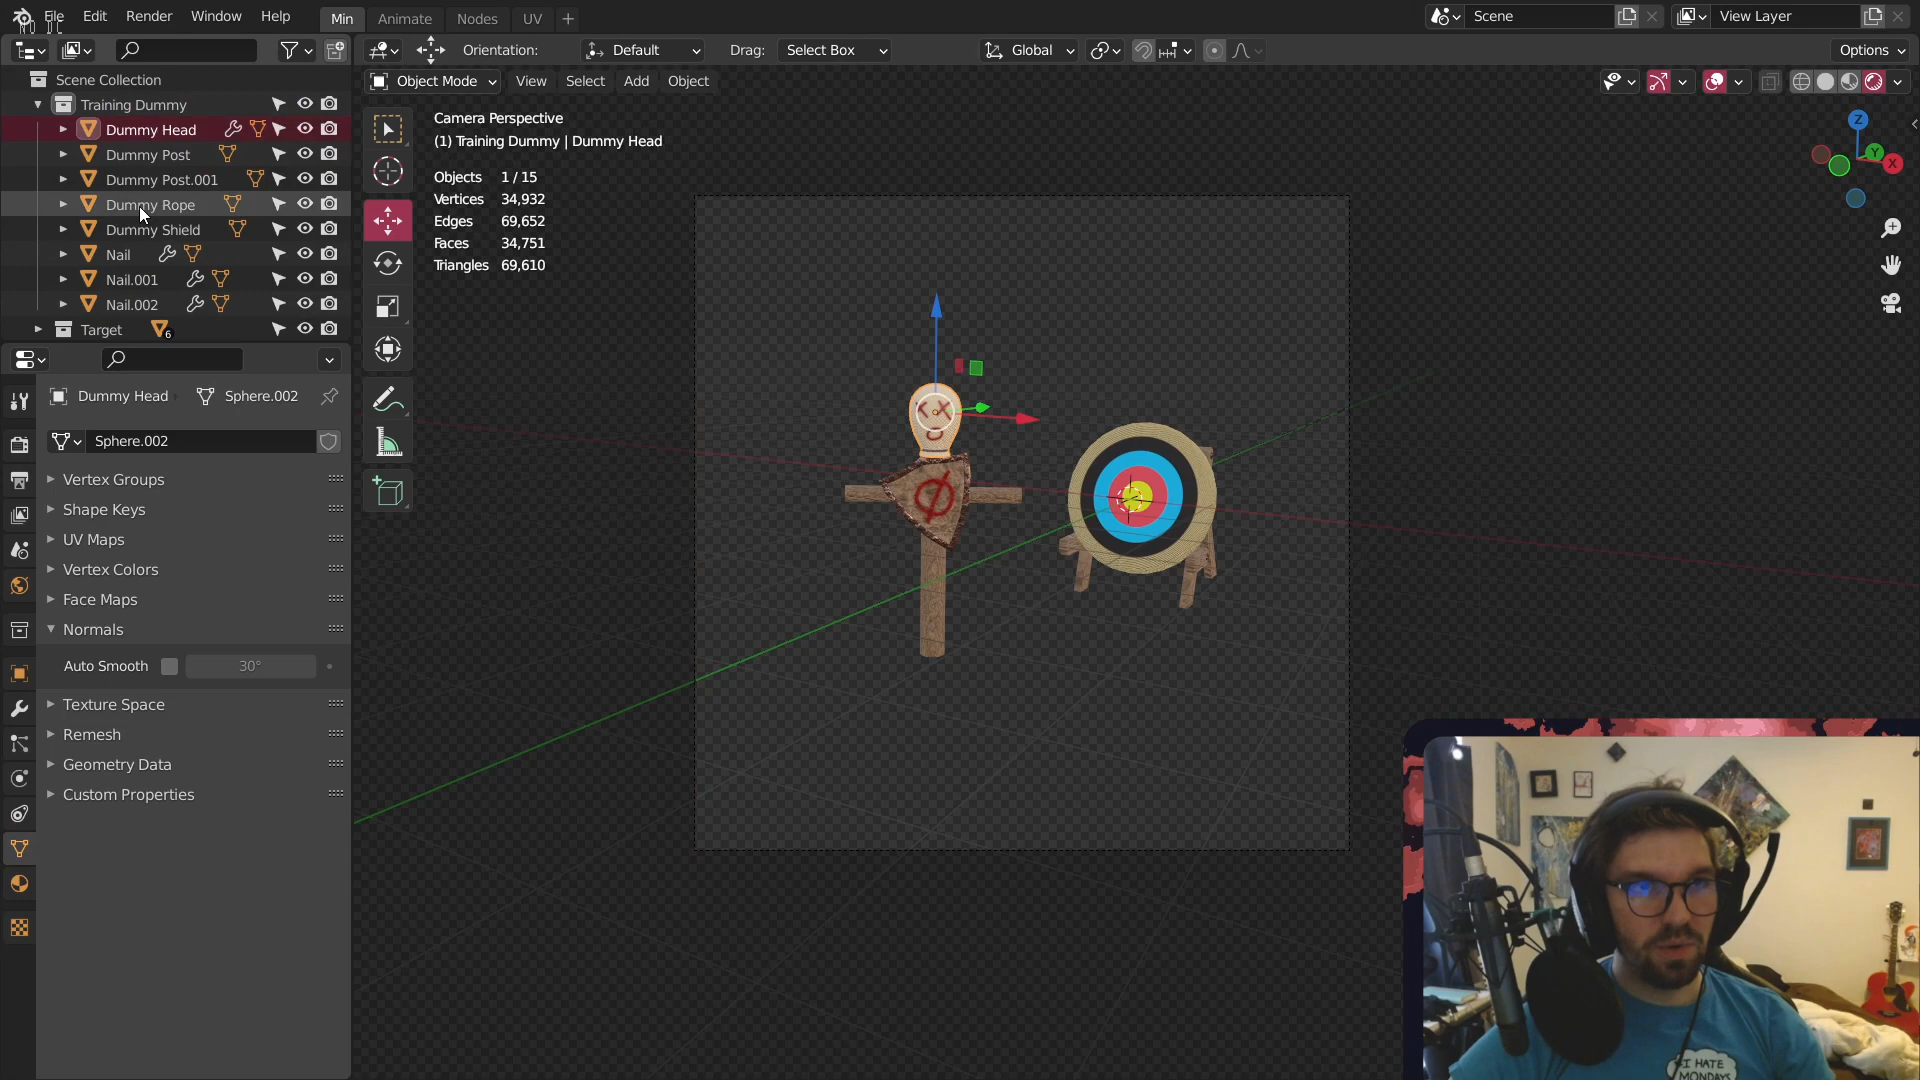 File Edit Render Window Help Min Animate Nodes UV Scene View Layer
Orientation: Default Drag: Select Box Global Options
Scene Collection
Object Mode View Select Add Object
Training Dummy
Camera Perspective
Dummy Head
(1) Training Dummy | Dummy Head
Dummy Post
Objects 1 / 15
Dummy Post.001
Vertices 34,932
Dummy Rope
Edges 69,652
Dummy Shield
Faces 34,751
Nail
Triangles 69,610
Nail.001
Nail.002
Target 6
Z
Y
X
Dummy Head Sphere.002
Sphere.002
Vertex Groups
Shape Keys
UV Maps
Vertex Colors
Face Maps
Normals
Auto Smooth 30°
Texture Space
Remesh
Geometry Data
Custom Properties
I HATE
MONDAYS